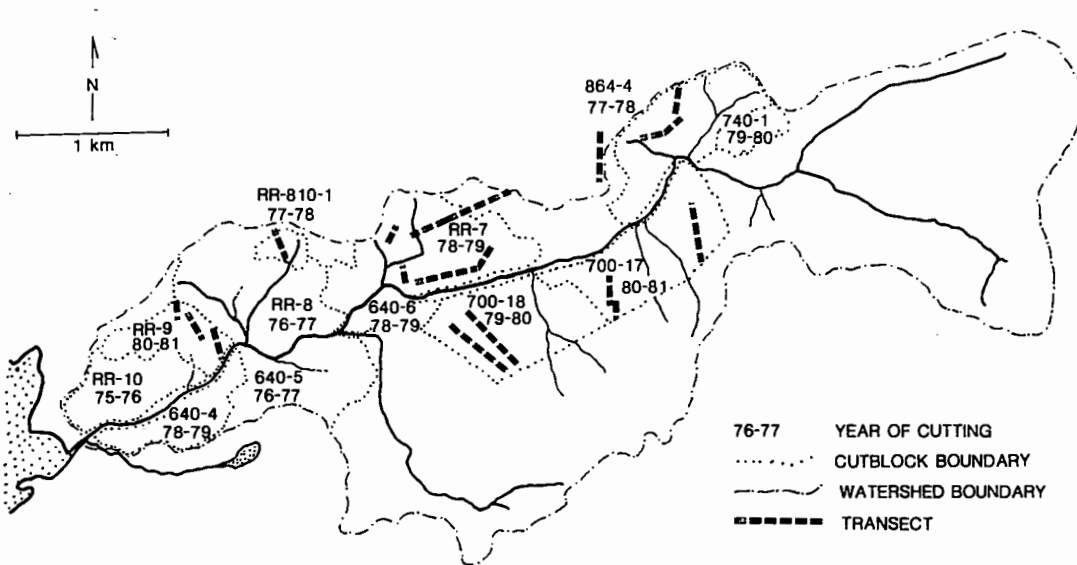 N
1 km
864-4
77-78
740-1
79-80
RR-810-1
77-78
RR-7
78-79
700-17
80-81
RR-8
76-77
640-6
78-79
700-18
79-80
RR-9
80-81
RR-10
75-76
640-5
76-77
640-4
78-79
76-77 YEAR OF CUTTING
CUTBLOCK BOUNDARY
WATERSHED BOUNDARY
TRANSECT